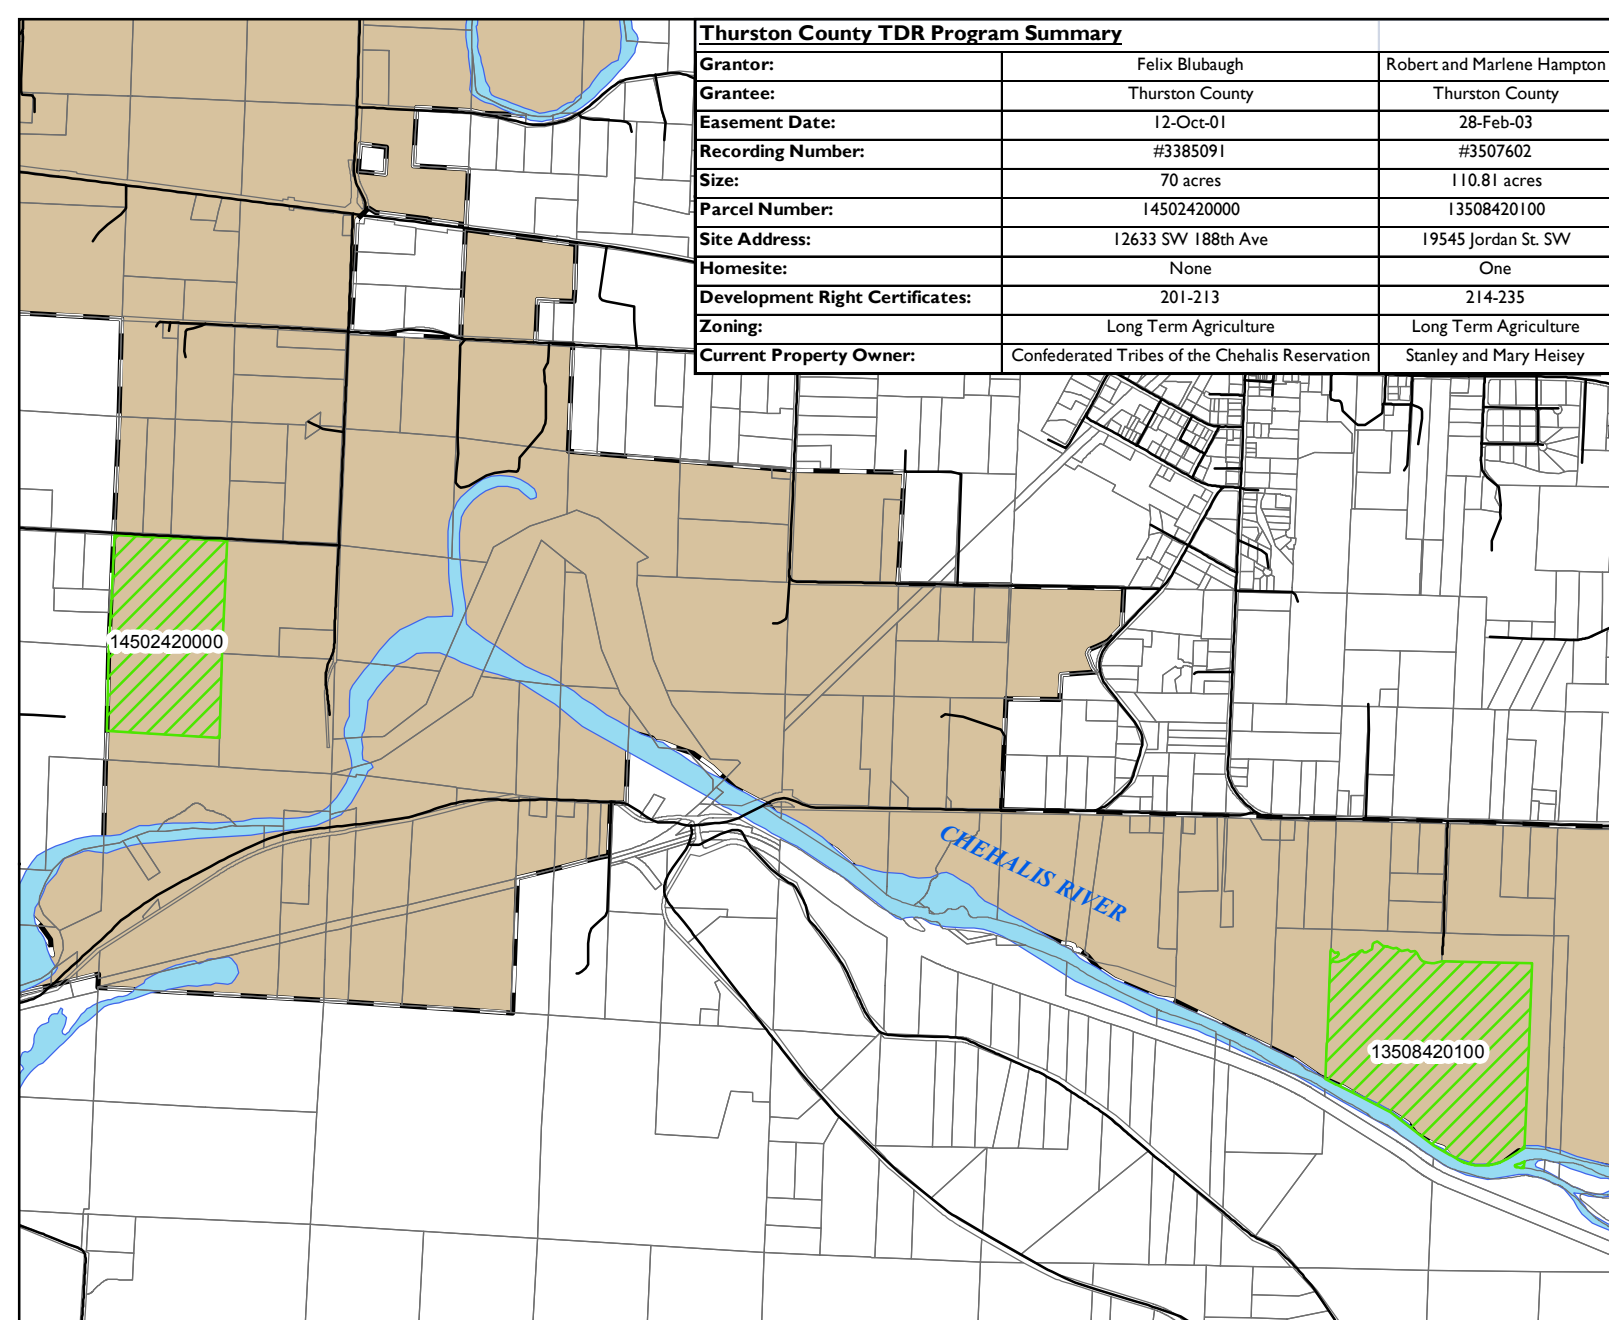 Thurston County TDR Program Summary
Grantor: Felix Blubaugh Robert and Marlene Hampton
Grantee: Thurston County Thurston County
Easement Date: 12-Oct-01 28-Feb-03
Recording Number: #3385091 #3507602
Size: 70 acres 110.81 acres
Parcel Number: 14502420000 13508420100
Site Address: 12633 SW 188th Ave 19545 Jordan St. SW
Homesite: None One
Development Right Certificates: 201-213 214-235
Zoning: Long Term Agriculture Long Term Agriculture
Current Property Owner: Confederated Tribes of the Chehalis Reservation Stanley and Mary Heisey
14502420000
CHEHALIS RIVER
13508420100